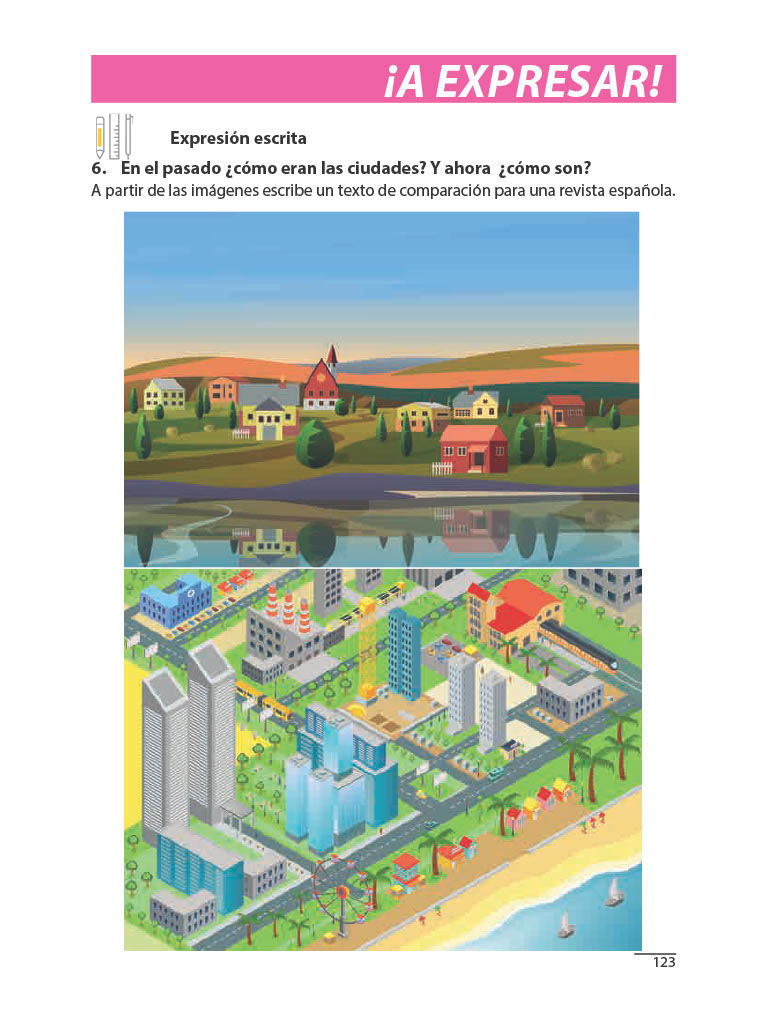 ¡A EXPRESAR!
Expresión escrita
6. En el pasado ¿cómo eran las ciudades? Y ahora ¿cómo son?
A partir de las imágenes escribe un texto de comparación para una revista española.
123